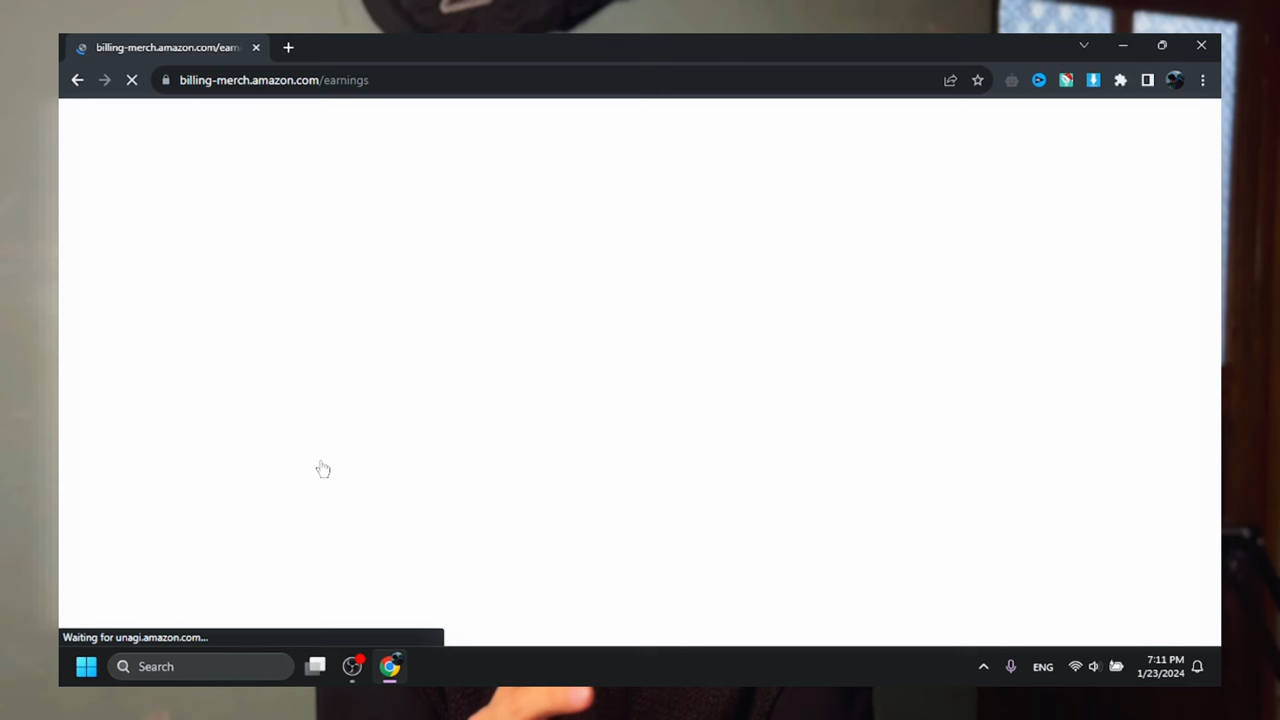 billing-merch.amazon.com/earn
billing-merch.amazon.com/earnings
Waiting for unagi.amazon.com...
Search
ENG
7:11 PM
1/23/2024